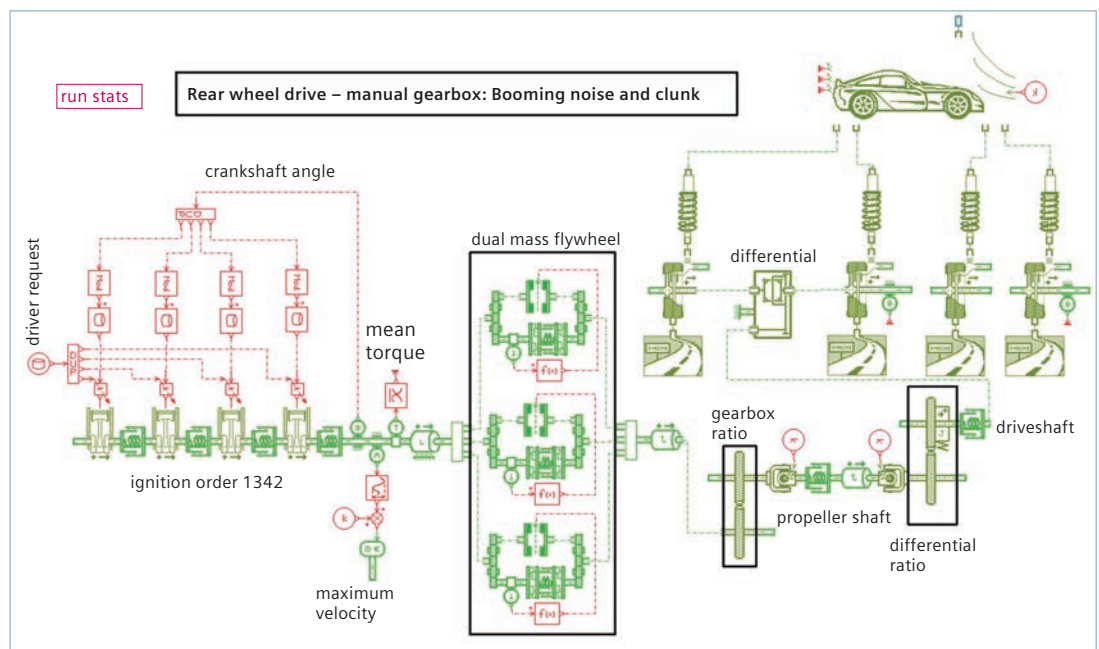 run stats
Rear wheel drive – manual gearbox: Booming noise and clunk
k
crankshaft angle
dual mass flywheel
differential
driver request
mean
torque
f(x)
gearbox
ratio
driveshaft
ignition order 1342
f(x)
propeller shaft
k
differential
ratio
maximum
velocity
f(x)